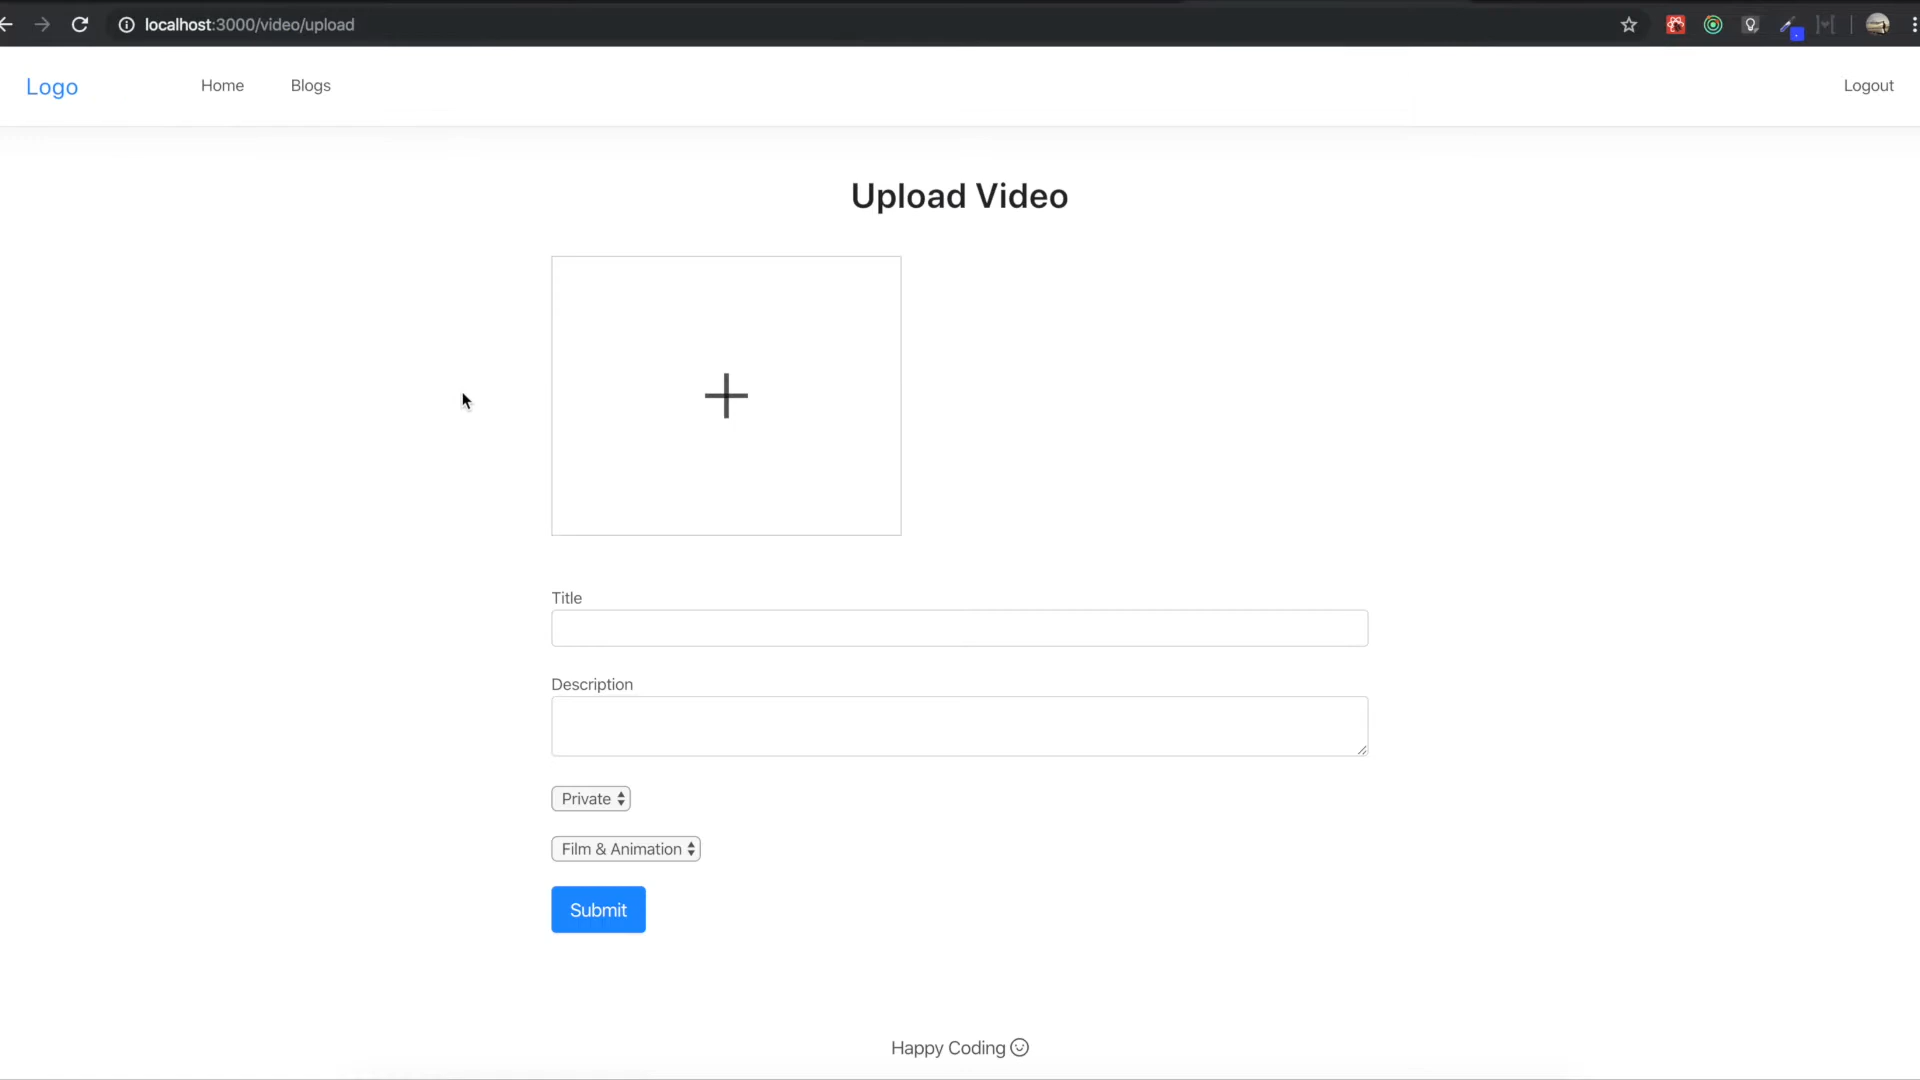 localhost:3000/video/upload
Logo
Home
Blogs
Logout
Upload Video
Title
Description
Private
Film & Animation
Submit
Happy Coding